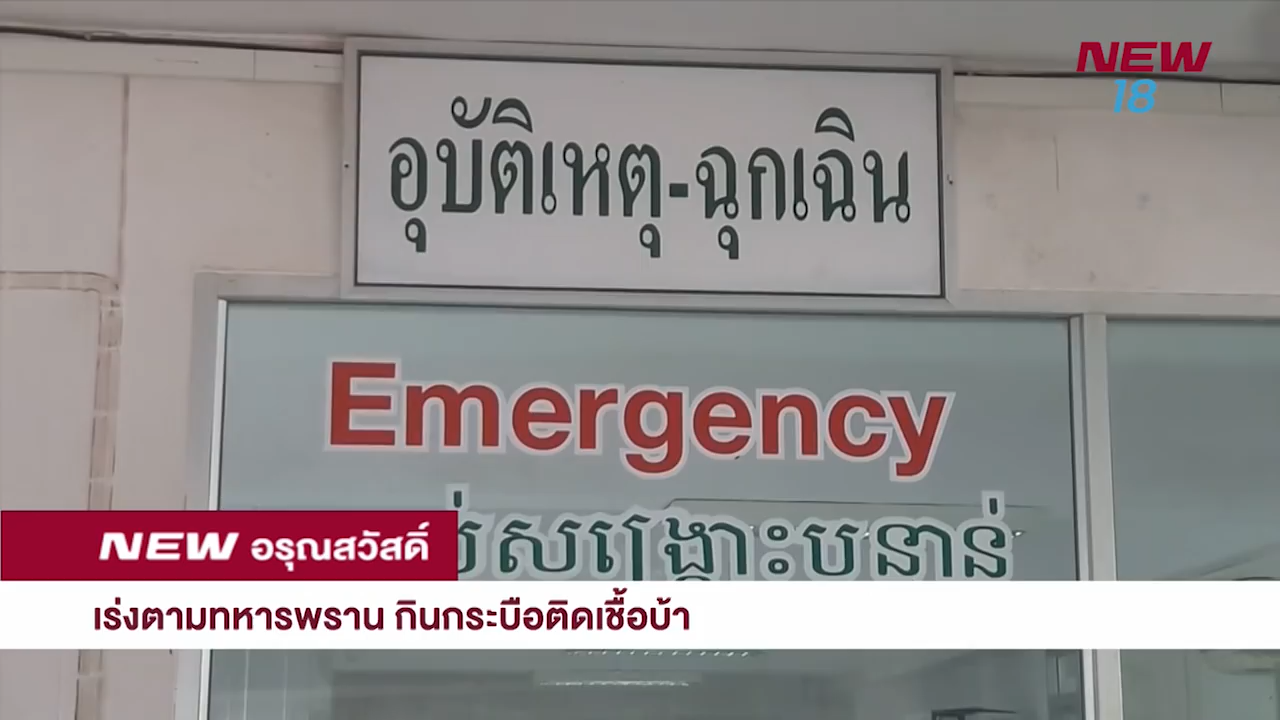 NEW
18
อุบัติเหตุ-ฉุกเฉิน
Emergency
សង្គ្រោះបនាន់
NEW อรุณสวัสดิ์
เร่งตามทหารพราน กินกระบือติดเชื้อบ้า